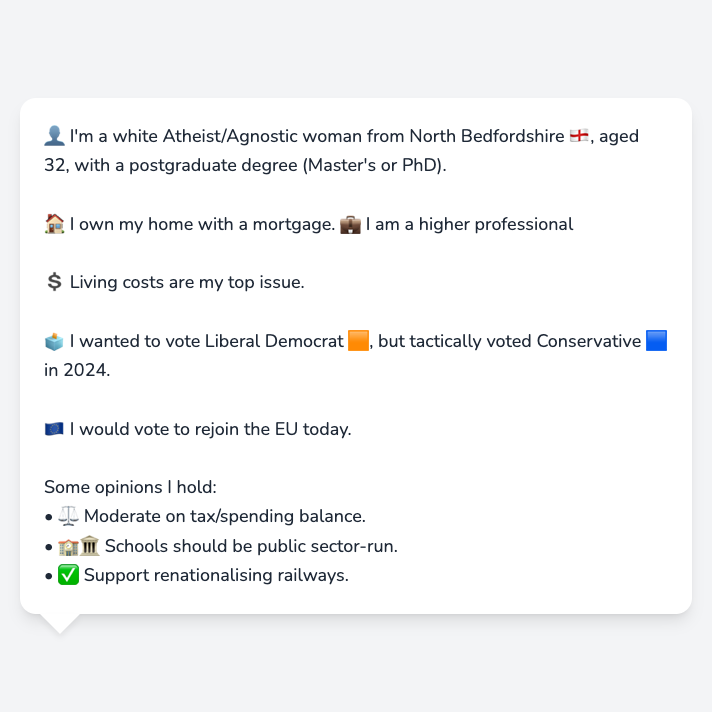 👤 I'm a white Atheist/Agnostic woman from North Bedfordshire 🏴󠁧󠁢󠁥󠁮󠁧󠁿, aged
32, with a postgraduate degree (Master's or PhD).
🏠 I own my home with a mortgage. 💼 I am a higher professional
💲 Living costs are my top issue.
🗳️ I wanted to vote Liberal Democrat 🟧, but tactically voted Conservative 🟦
in 2024.
🇪🇺 I would vote to rejoin the EU today.
Some opinions I hold:
• ⚖️ Moderate on tax/spending balance.
• 🏫🏛️ Schools should be public sector-run.
• ✅ Support renationalising railways.